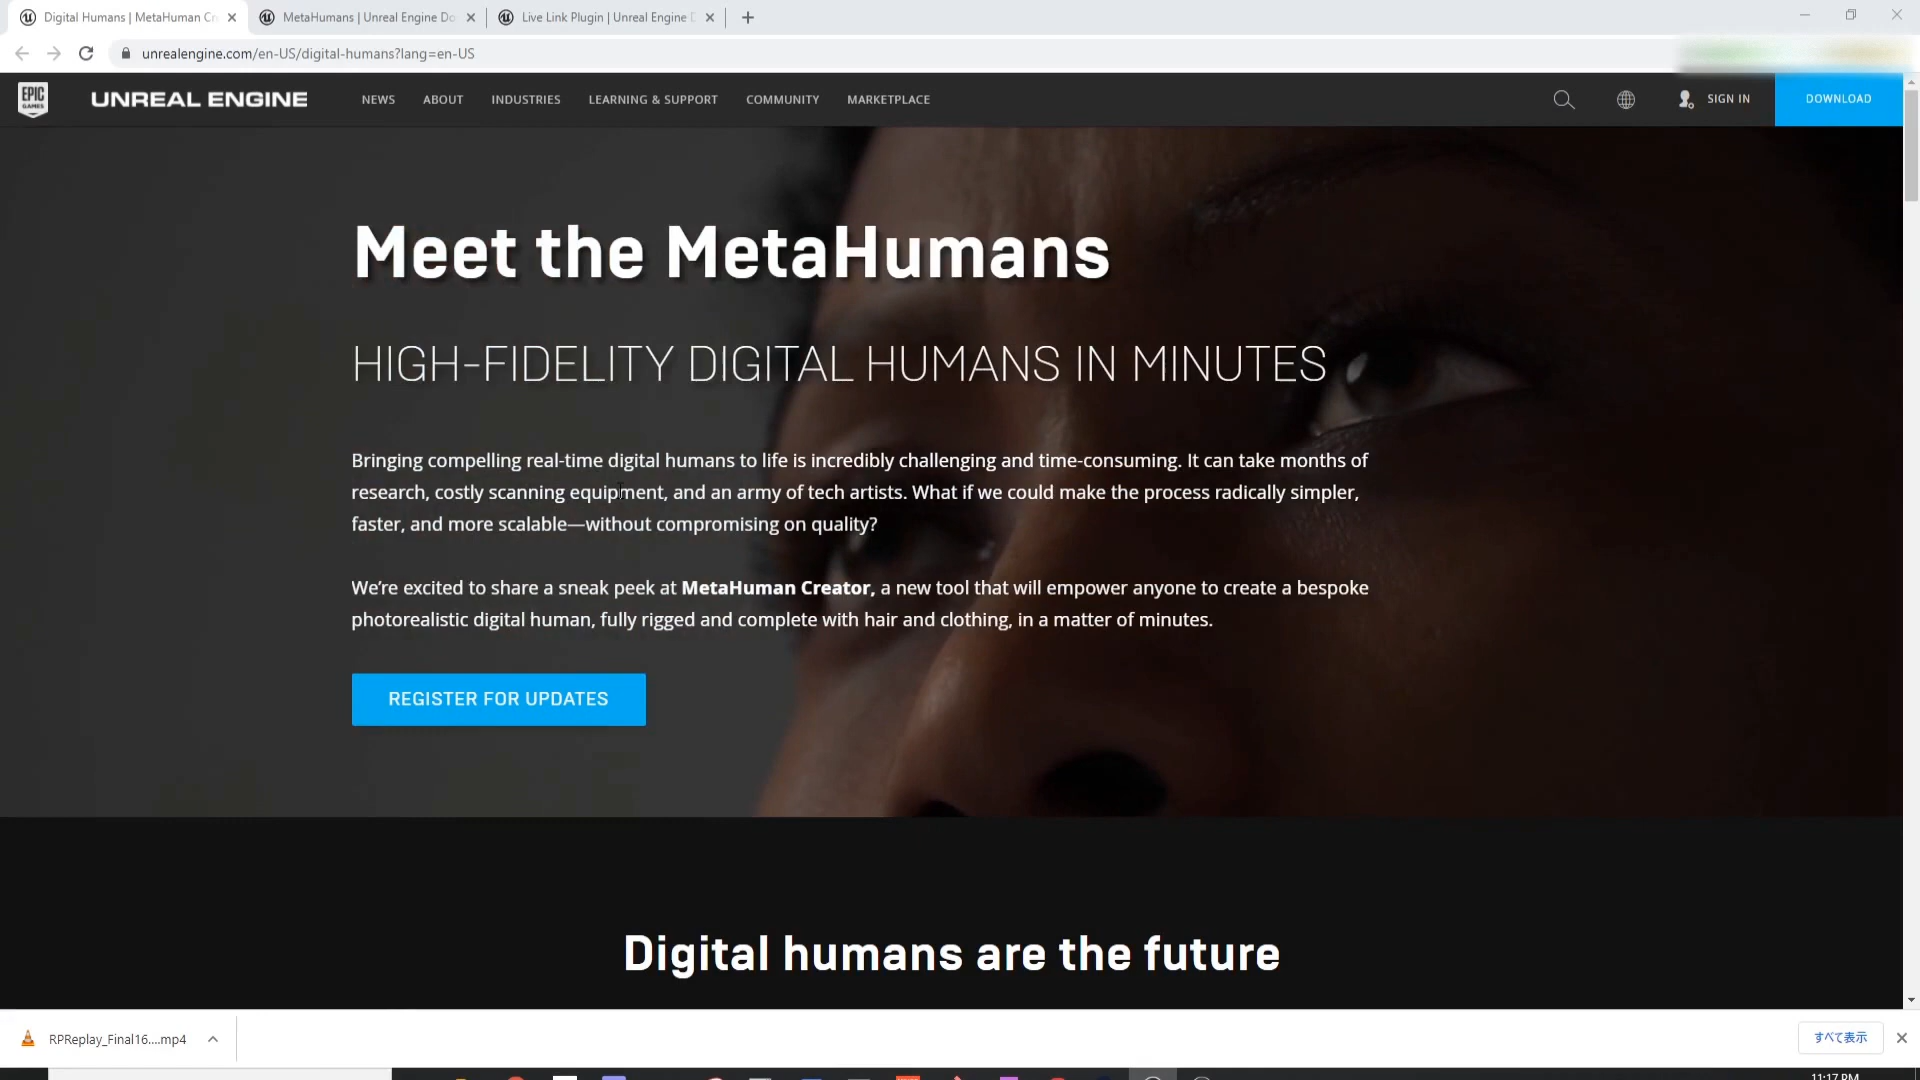 Digital Humans | MetaHuman Cr
MetaHumans | Unreal Engine Do
Live Link Plugin | Unreal Engine D
unrealengine.com/en-US/digital-humans?lang=en-US
EPIC GAMES
UNREAL ENGINE
NEWS
ABOUT
INDUSTRIES
LEARNING & SUPPORT
COMMUNITY
MARKETPLACE
SIGN IN
DOWNLOAD
Meet the MetaHumans
HIGH-FIDELITY DIGITAL HUMANS IN MINUTES
Bringing compelling real-time digital humans to life is incredibly challenging and time-consuming. It can take months of
research, costly scanning equipment, and an army of tech artists. What if we could make the process radically simpler,
faster, and more scalable—without compromising on quality?
We’re excited to share a sneak peek at MetaHuman Creator, a new tool that will empower anyone to create a bespoke
photorealistic digital human, fully rigged and complete with hair and clothing, in a matter of minutes.
REGISTER FOR UPDATES
Digital humans are the future
RPReplay_Final16....mp4
すべて表示
11:17 PM